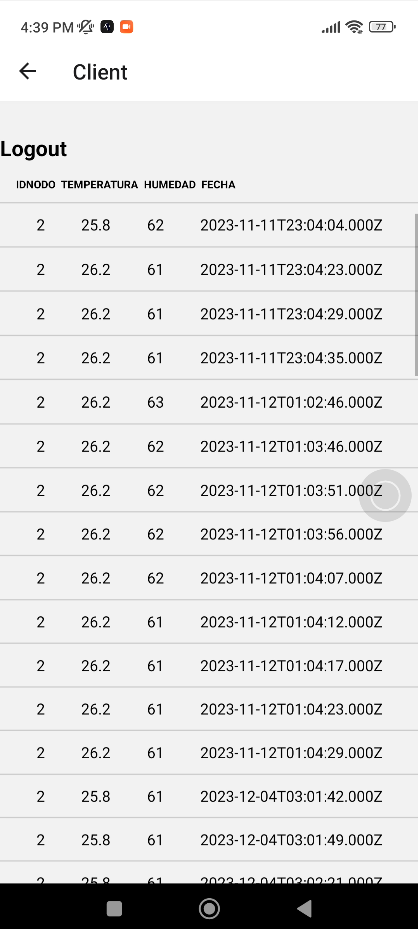 4:39 PM 77
Client
Logout
IDNODO TEMPERATURA HUMEDAD FECHA
2 25.8 62 2023-11-11T23:04:04.000Z
2 26.2 61 2023-11-11T23:04:23.000Z
2 26.2 61 2023-11-11T23:04:29.000Z
2 26.2 61 2023-11-11T23:04:35.000Z
2 26.2 63 2023-11-12T01:02:46.000Z
2 26.2 62 2023-11-12T01:03:46.000Z
2 26.2 62 2023-11-12T01:03:51.000Z
2 26.2 62 2023-11-12T01:03:56.000Z
2 26.2 62 2023-11-12T01:04:07.000Z
2 26.2 61 2023-11-12T01:04:12.000Z
2 26.2 61 2023-11-12T01:04:17.000Z
2 26.2 61 2023-11-12T01:04:23.000Z
2 26.2 61 2023-11-12T01:04:29.000Z
2 25.8 61 2023-12-04T03:01:42.000Z
2 25.8 61 2023-12-04T03:01:49.000Z
2 25.8 61 2023-12-04T03:02:21.000Z